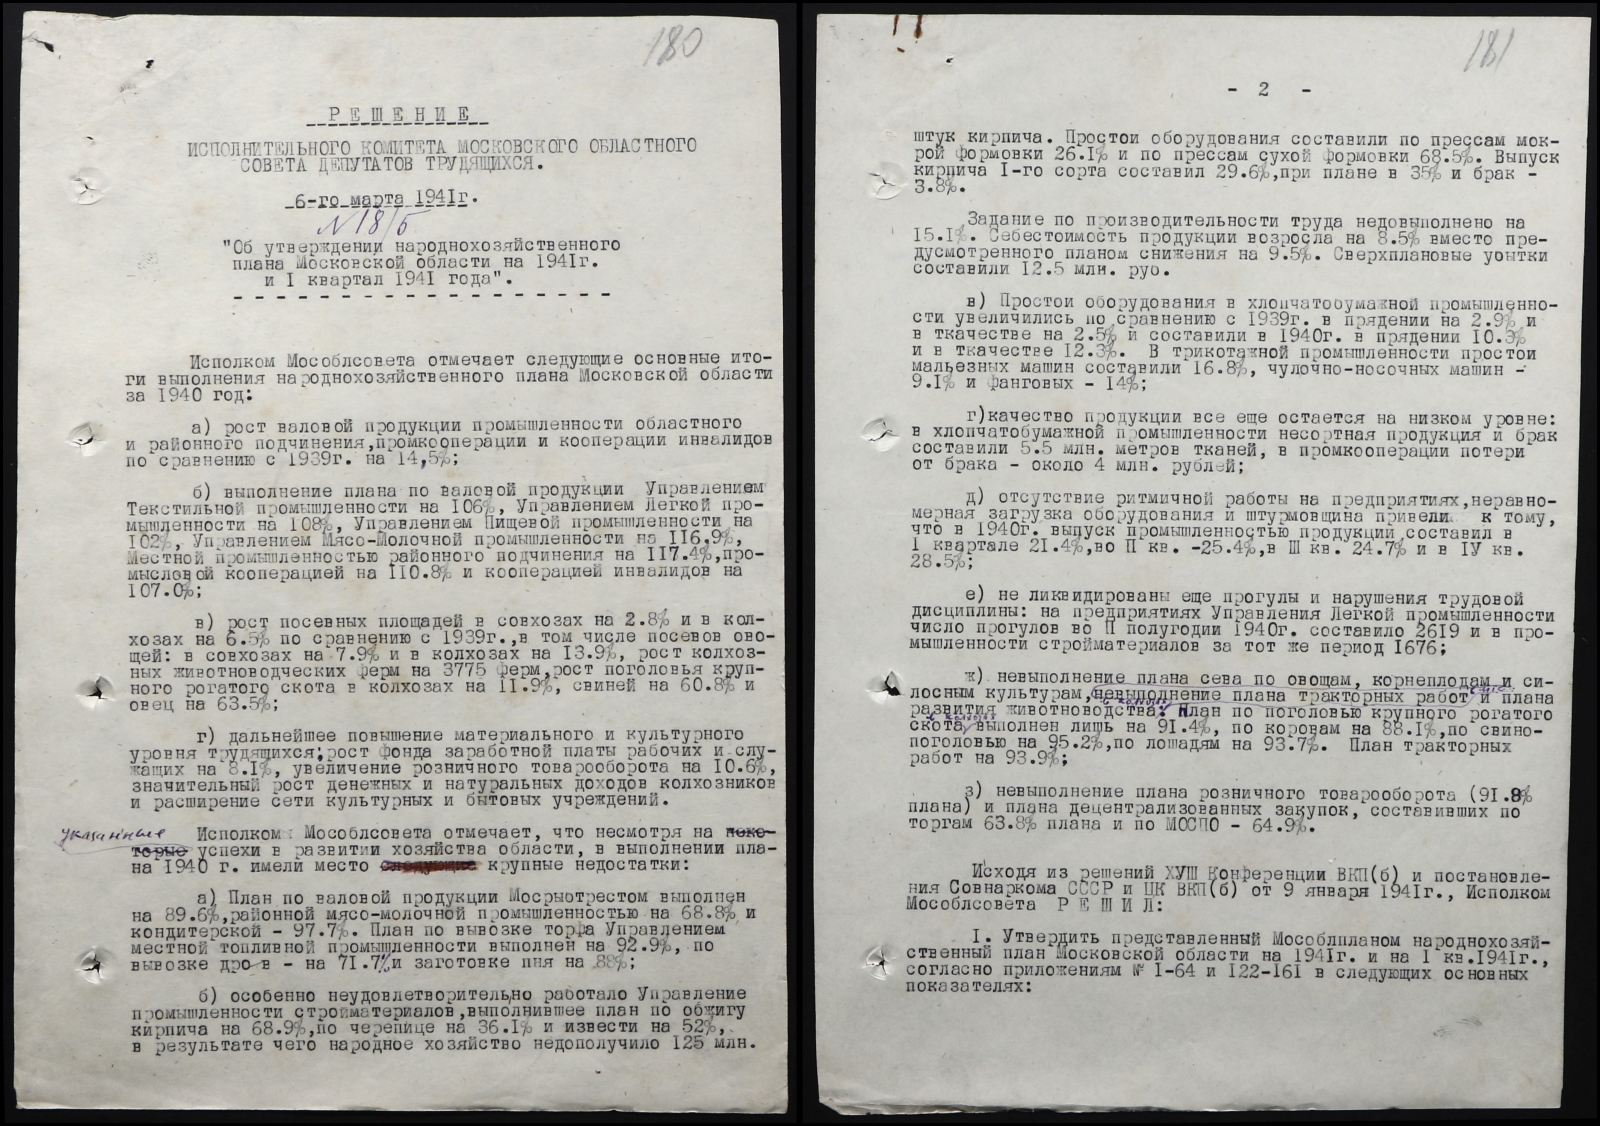 180
Р Е Ш Е Н И Е
ИСПОЛНИТЕЛЬНОГО КОМИТЕТА МОСКОВСКОГО ОБЛАСТНОГО
СОВЕТА ДЕПУТАТОВ ТРУДЯЩИХСЯ.
6-го марта 1941г.
№ 18/5
"Об утверждении народнохозяйственного
плана Московской области на 1941г.
и I квартал 1941 года".
Исполком Мособлсовета отмечает следующие основные ито-
ги выполнения народнохозяйственного плана Московской области
за 1940 год:
а) рост валовой продукции промышленности областного
и районного подчинения,промкооперации и кооперации инвалидов
по сравнению с 1939г. на 14,5%;
б) выполнение плана по валовой продукции Управлением
Текстильной промышленности на 106%, Управлением Легкой про-
мышленности на 108%, Управлением Пищевой промышленности на
102%, Управлением Мясо-Молочной промышленности на 116.9%,
Местной промышленностью районного подчинения на 117.4%,про-
мысловой кооперацией на 110.8% и кооперацией инвалидов на
107.0%;
в) рост посевных площадей в совхозах на 2.8% и в кол-
хозах на 6.5% по сравнению с 1939г.,в том числе посевов ово-
щей: в совхозах на 7.9% и в колхозах на 13.9%, рост колхоз-
ных животноводческих ферм на 3775 ферм,рост поголовья круп-
ного рогатого скота в колхозах на 11.9%, свиней на 60.8% и
овец на 63.5%;
г) дальнейшее повышение материального и культурного
уровня трудящихся;рост фонда заработной платы рабочих и слу-
жащих на 8.1%, увеличение розничного товарооборота на 10.6%,
значительный рост денежных и натуральных доходов колхозников
и расширение сети культурных и бытовых учреждений.
указанные
Исполком Мособлсовета отмечает, что несмотря на неко-
торые успехи в развитии хозяйства области, в выполнении пла-
на 1940 г. имели место следующие крупные недостатки:
а) План по валовой продукции Мосрыбтрестом выполнен
на 89.6%,районной мясо-молочной промышленностью на 68.8% и
кондитерской - 97.7%. План по вывозке торфа Управлением
местной топливной промышленности выполнен на 92.9%, по
вывозке дров - на 71.7%и заготовке пня на 88%;
б) особенно неудовлетворительно работало Управление
промышленности стройматериалов,выполнившее план по обжигу
кирпича на 68.9%,по черепице на 36.1% и извести на 52%,
в результате чего народное хозяйство недополучило 125 млн.
181
- 2 -
штук кирпича. Простои оборудования составили по прессам мок-
рой формовки 26.1% и по прессам сухой формовки 68.5%. Выпуск
кирпича I-го сорта составил 29.6%,при плане в 35% и брак -
3.8%.
Задание по производительности труда недовыполнено на
15.1%. Себестоимость продукции возросла на 8.5% вместо пре-
дусмотренного планом снижения на 9.5%. Сверхплановые убытки
составили 12.5 млн. руб.
в) Простои оборудования в хлопчатобумажной промышленно-
сти увеличились по сравнению с 1939г. в прядении на 2.9% и
в ткачестве на 2.5% и составили в 1940г. в прядении 10.3%
и в ткачестве 12.3%. В трикотажной промышленности простои
мальезных машин составили 16.8%, чулочно-носочных машин -
9.1% и фанговых - 14%;
г)качество продукции все еще остается на низком уровне:
в хлопчатобумажной промышленности несортная продукция и брак
составили 5.5 млн. метров тканей, в промкооперации потери
от брака - около 4 млн. рублей;
д) отсутствие ритмичной работы на предприятиях,неравно-
мерная загрузка оборудования и штурмовщина привели к тому,
что в 1940г. выпуск промышленностью продукции составил в
I квартале 21.4%,во П кв. -25.4%,в Ш кв. 24.7% и в IУ кв.
28.5%;
е) не ликвидированы еще прогулы и нарушения трудовой
дисциплины: на предприятиях Управления Легкой промышленности
число прогулов во П полугодии 1940г. составило 2619 и в про-
мышленности стройматериалов за тот же период 1676;
ж) невыполнение плана сева по овощам, корнеплодам и си-
лосным культурам,невыполнение плана тракторных работ и плана
в колхозах
развития животноводства; План по поголовью крупного рогатого
в колхозах
скота выполнен лишь на 91.4%, по коровам на 88.1%,по свино-
поголовью на 95.2%,по лошадям на 93.7%. План тракторных
работ на 93.9%;
з) невыполнение плана розничного товарооборота (91.8%
плана) и плана децентрализованных закупок, составивших по
торгам 63.8% плана и по МОСПО - 64.9%.
Исходя из решений ХУШ Конференции ВКП(б) и постановле-
ния Совнаркома СССР и ЦК ВКП(б) от 9 января 1941г., Исполком
Мособлсовета Р Е Ш И Л:
I. Утвердить представленный Мособлпланом народнохозяй-
ственный план Московской области на 1941г. и на I кв.1941г.,
согласно приложениям № 1-64 и 122-161 в следующих основных
показателях: